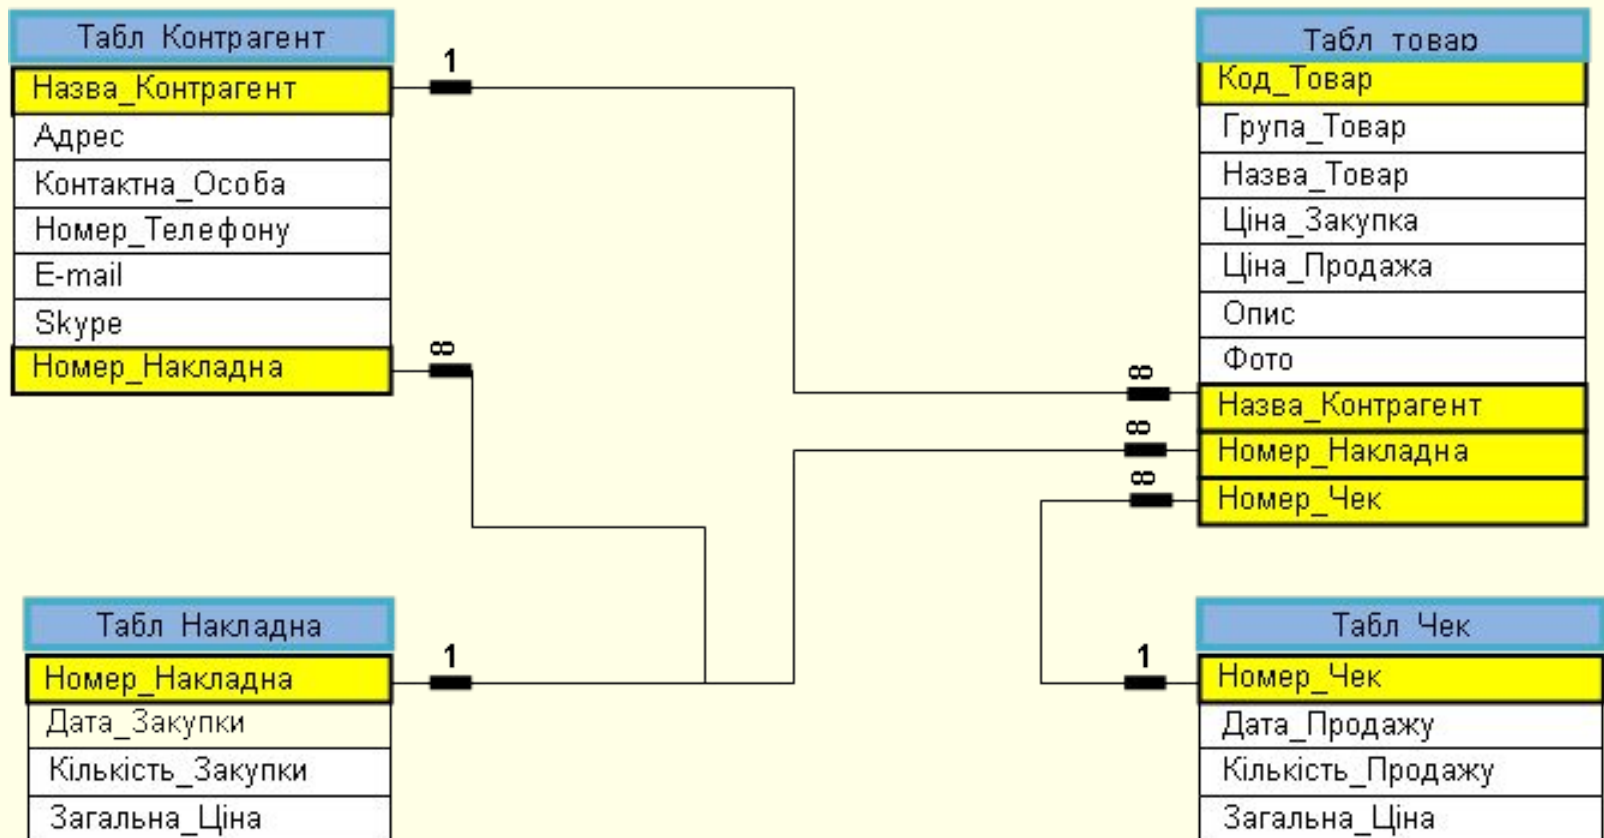 Табл Контрагент
Назва_Контрагент
Адрес
Контактна_Особа
Номер_Телефону
E-mail
Skype
Номер_Накладна
1
8
Табл товар
Код_Товар
Група_Товар
Назва_Товар
Ціна_Закупка
Ціна_Продажа
Опис
Фото
Назва_Контрагент
Номер_Накладна
Номер_Чек
8
8
8
Табл Накладна
Номер_Накладна
Дата_Закупки
Кількість_Закупки
Загальна_Ціна
1
Табл Чек
Номер_Чек
Дата_Продажу
Кількість_Продажу
Загальна_Ціна
1